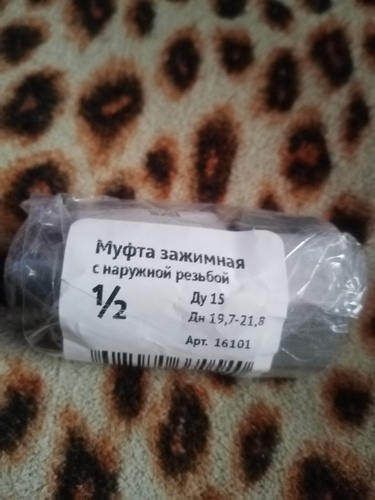 Муфта зажимная
с наружной резьбой
1/2
Ду 15
Дн 19,7-21,8
Арт. 16101